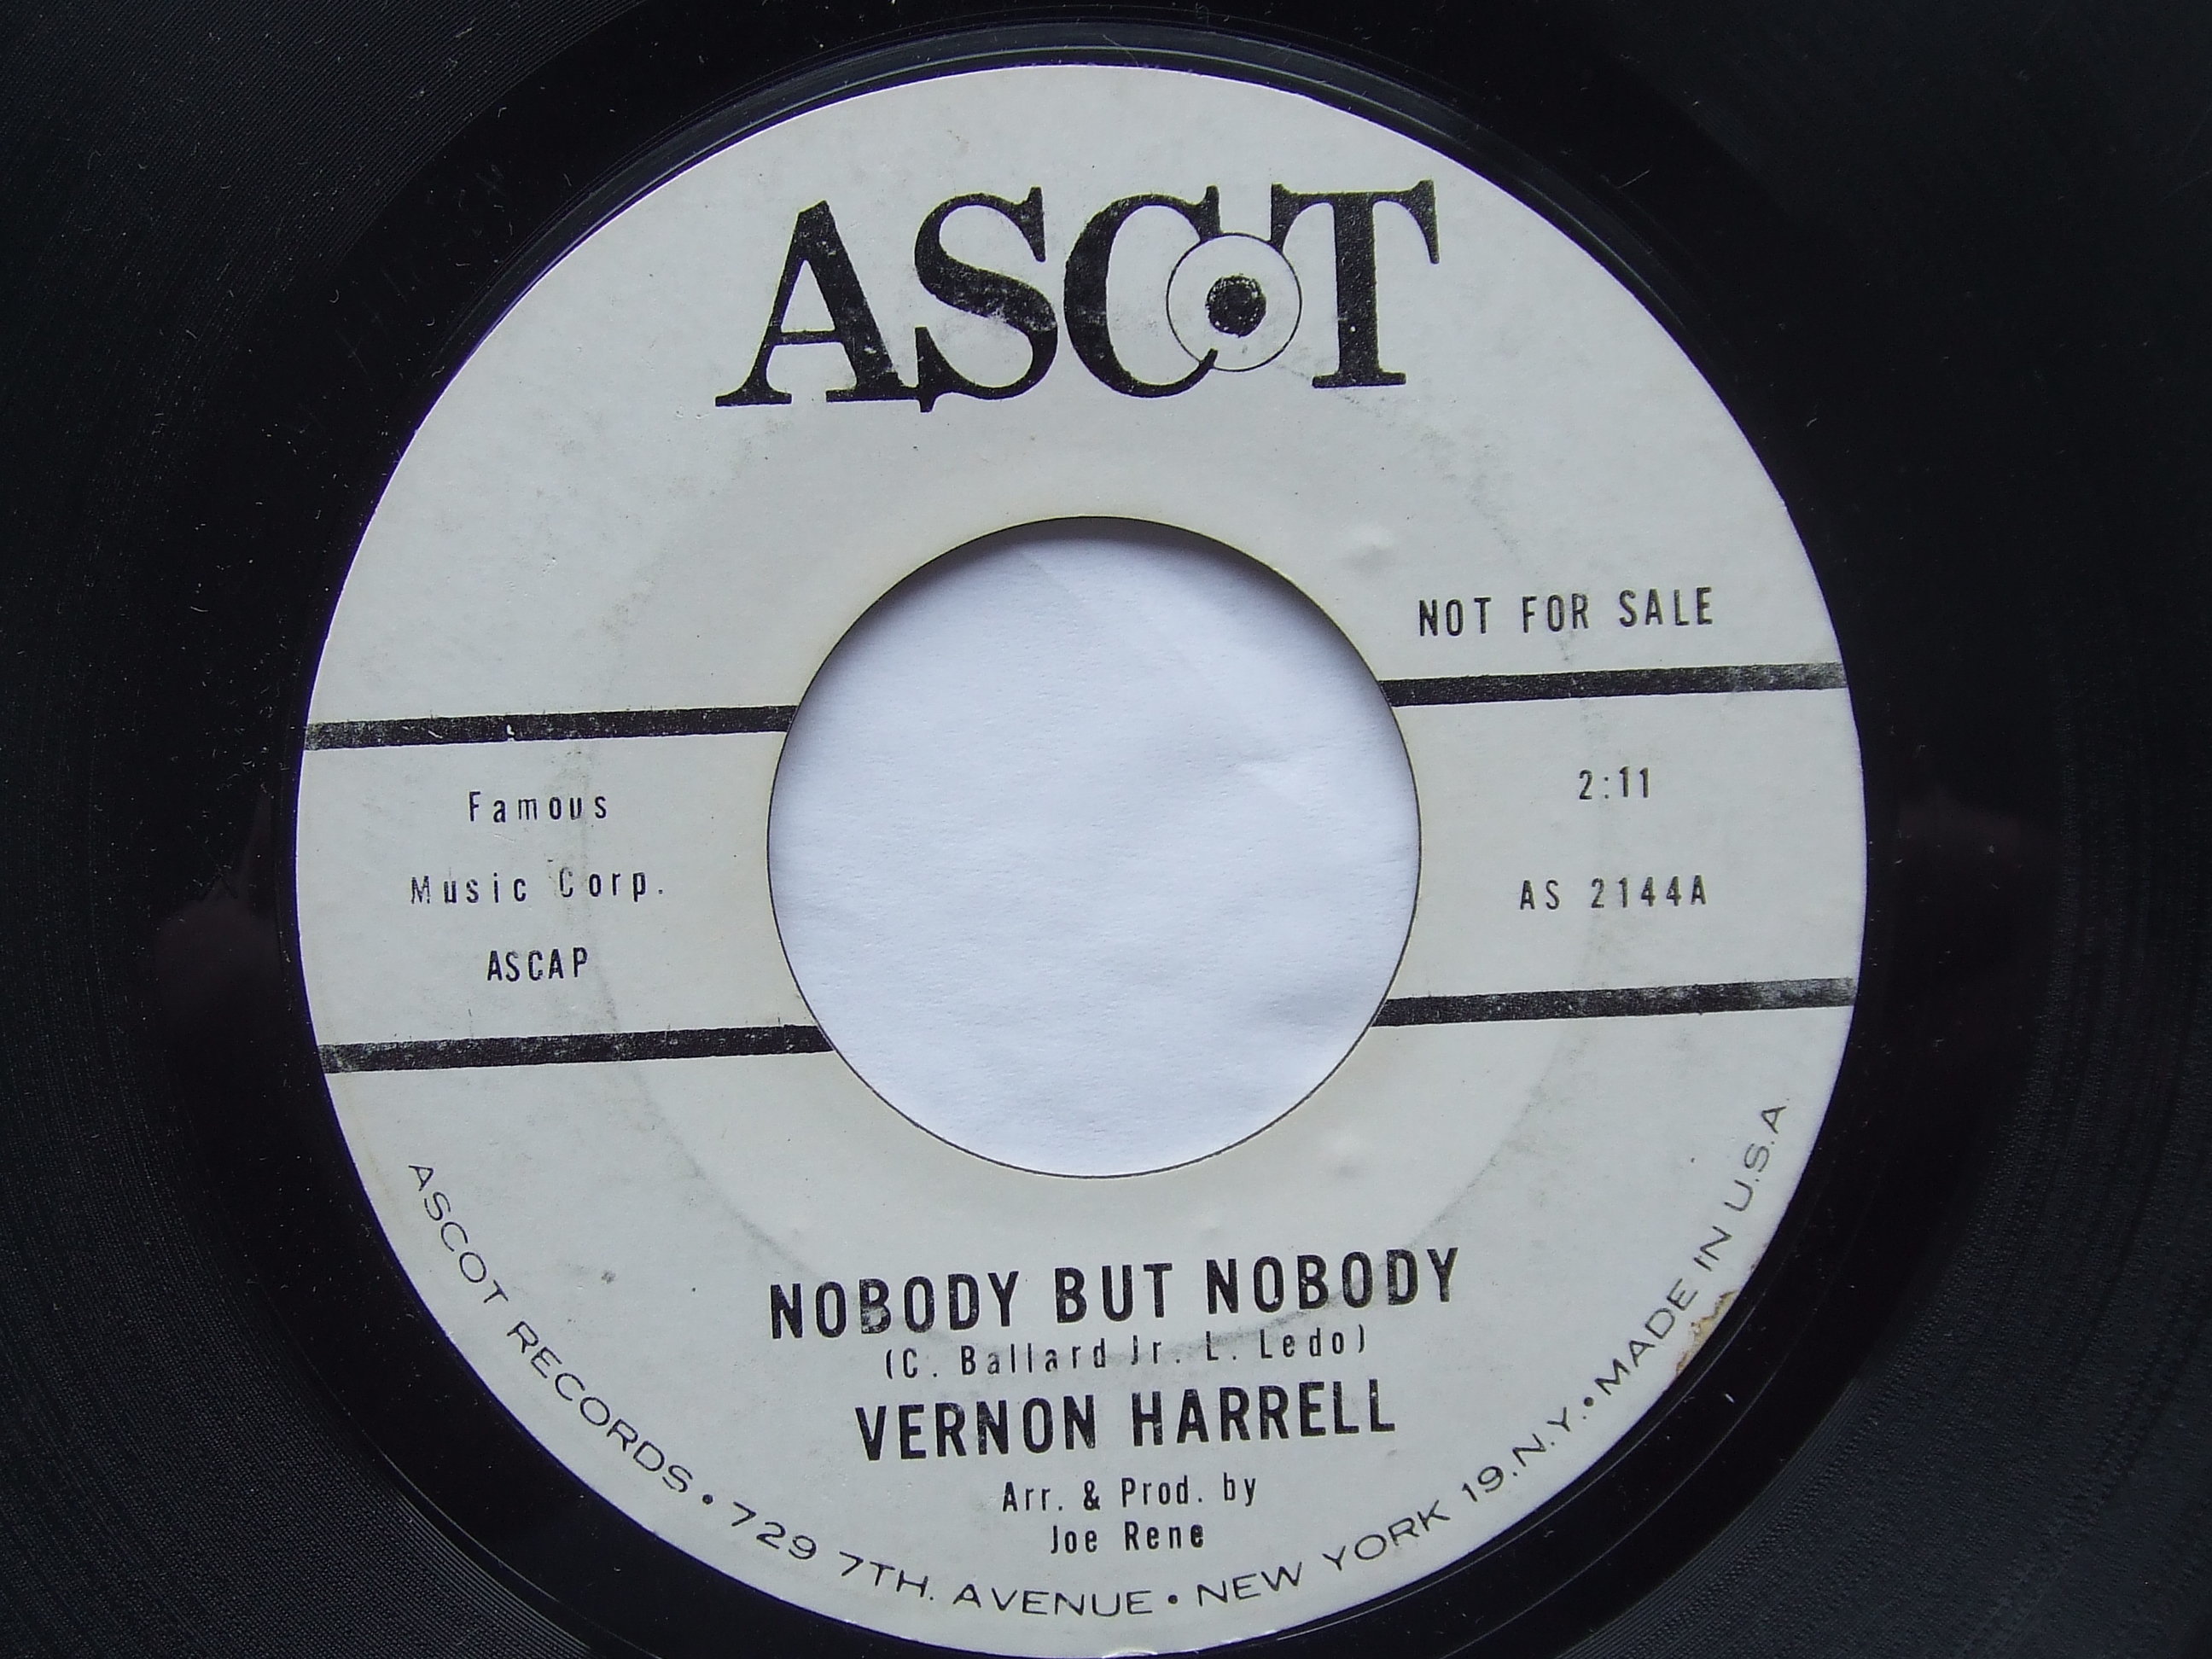 ASCOT
NOT FOR SALE
Famous
Music Corp.
ASCAP
2:11
AS 2144A
NOBODY BUT NOBODY
(C. Ballard Jr. L. Ledo)
VERNON HARRELL
Arr. & Prod. by
Joe Rene
ASCOT RECORDS • 729 7TH. AVENUE • NEW YORK 19, N.Y. • MADE IN U.S.A.